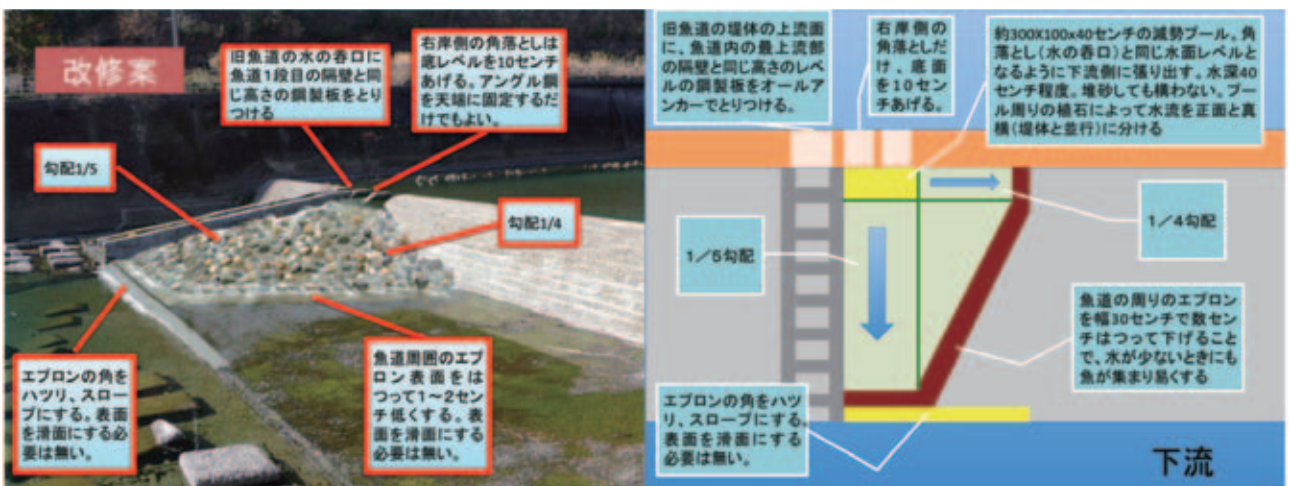 改修案
旧魚道の水の呑口に
魚道1段目の隔壁と同
じ高さの鋼製板をとり
つける
右岸側の角落としは
底レベルを10センチ
あげる。アングル鋼
を天端に固定するだ
けでもよい。
勾配1/5
勾配1/4
エプロンの角を
ハツリ、スロー
プにする。表面
を滑面にする必
要は無い。
魚道周囲のエプ
ロン表面をは
つって1〜2セン
チ低くする。表
面を滑面にする
必要は無い。
旧魚道の堤体の上流面
に、魚道内の最上流部
の隔壁と同じ高さのレベ
ルの鋼製板をオールア
ンカーでとりつける。
右岸側の
角落としだ
け、底面
を10セン
チあげる。
約300X100x40センチの減勢プール。角
落とし(水の呑口)と同じ水面レベルと
なるように下流側に張り出す。水深40
センチ程度。堆砂しても構わない。プー
ル周りの植石によって水流を正面と真
横(堤体と並行)に分ける
1/5勾配
1/4勾配
魚道の周りのエプロン
を幅30センチで数セン
チはつって下げること
で、水が少ないときにも
魚が集まり易くする
エプロンの角をハツ
リ、スロープにする。
表面を滑面にする
必要は無い。
下流